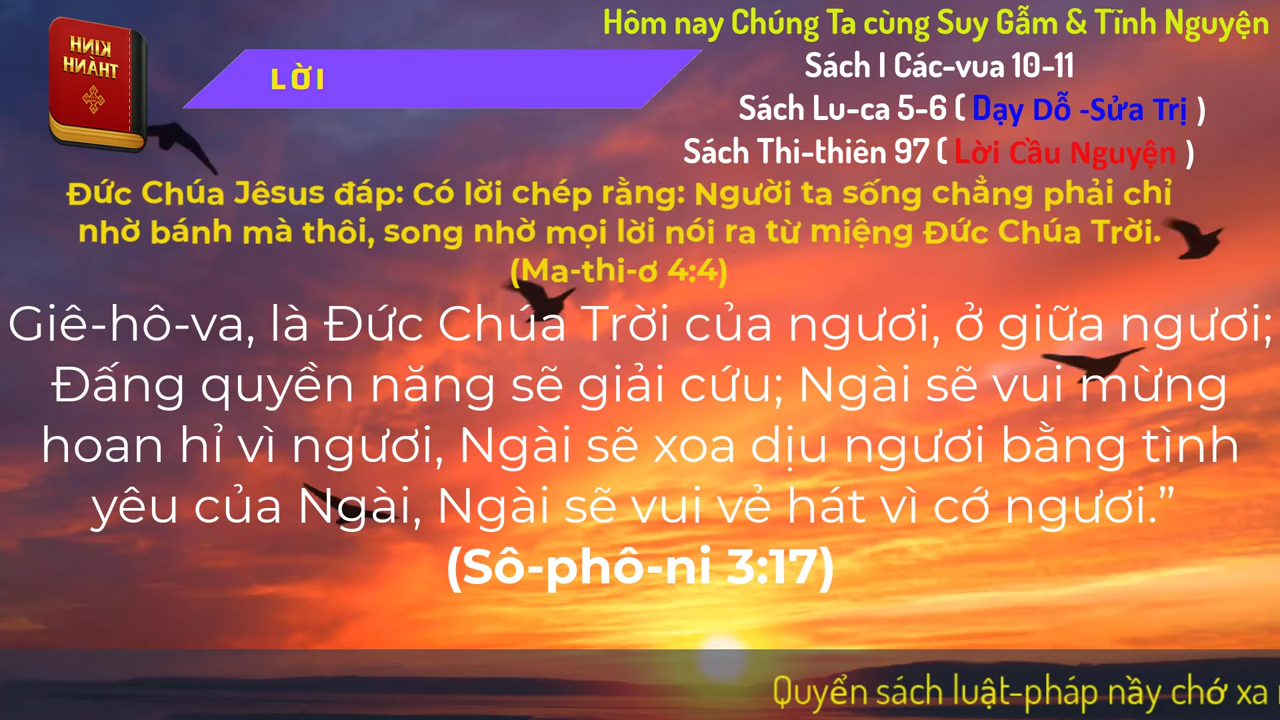 Hôm nay Chúng Ta cùng Suy Gẫm & Tĩnh Nguyện
KINH
THÁNH
LỜI
Sách I Các-vua 10-11
Sách Lu-ca 5-6 ( Dạy Dỗ -Sửa Trị )
Sách Thi-thiên 97 ( Lời Cầu Nguyện )
Đức Chúa Jêsus đáp: Có lời chép rằng: Người ta sống chẳng phải chỉ
nhờ bánh mà thôi, song nhờ mọi lời nói ra từ miệng Đức Chúa Trời.
(Ma-thi-ơ 4:4)
Giê-hô-va, là Đức Chúa Trời của ngươi, ở giữa ngươi;
Đấng quyền năng sẽ giải cứu; Ngài sẽ vui mừng
hoan hỉ vì ngươi, Ngài sẽ xoa dịu ngươi bằng tình
yêu của Ngài, Ngài sẽ vui vẻ hát vì cớ ngươi.”
(Sô-phô-ni 3:17)
Quyển sách luật-pháp nầy chớ xa